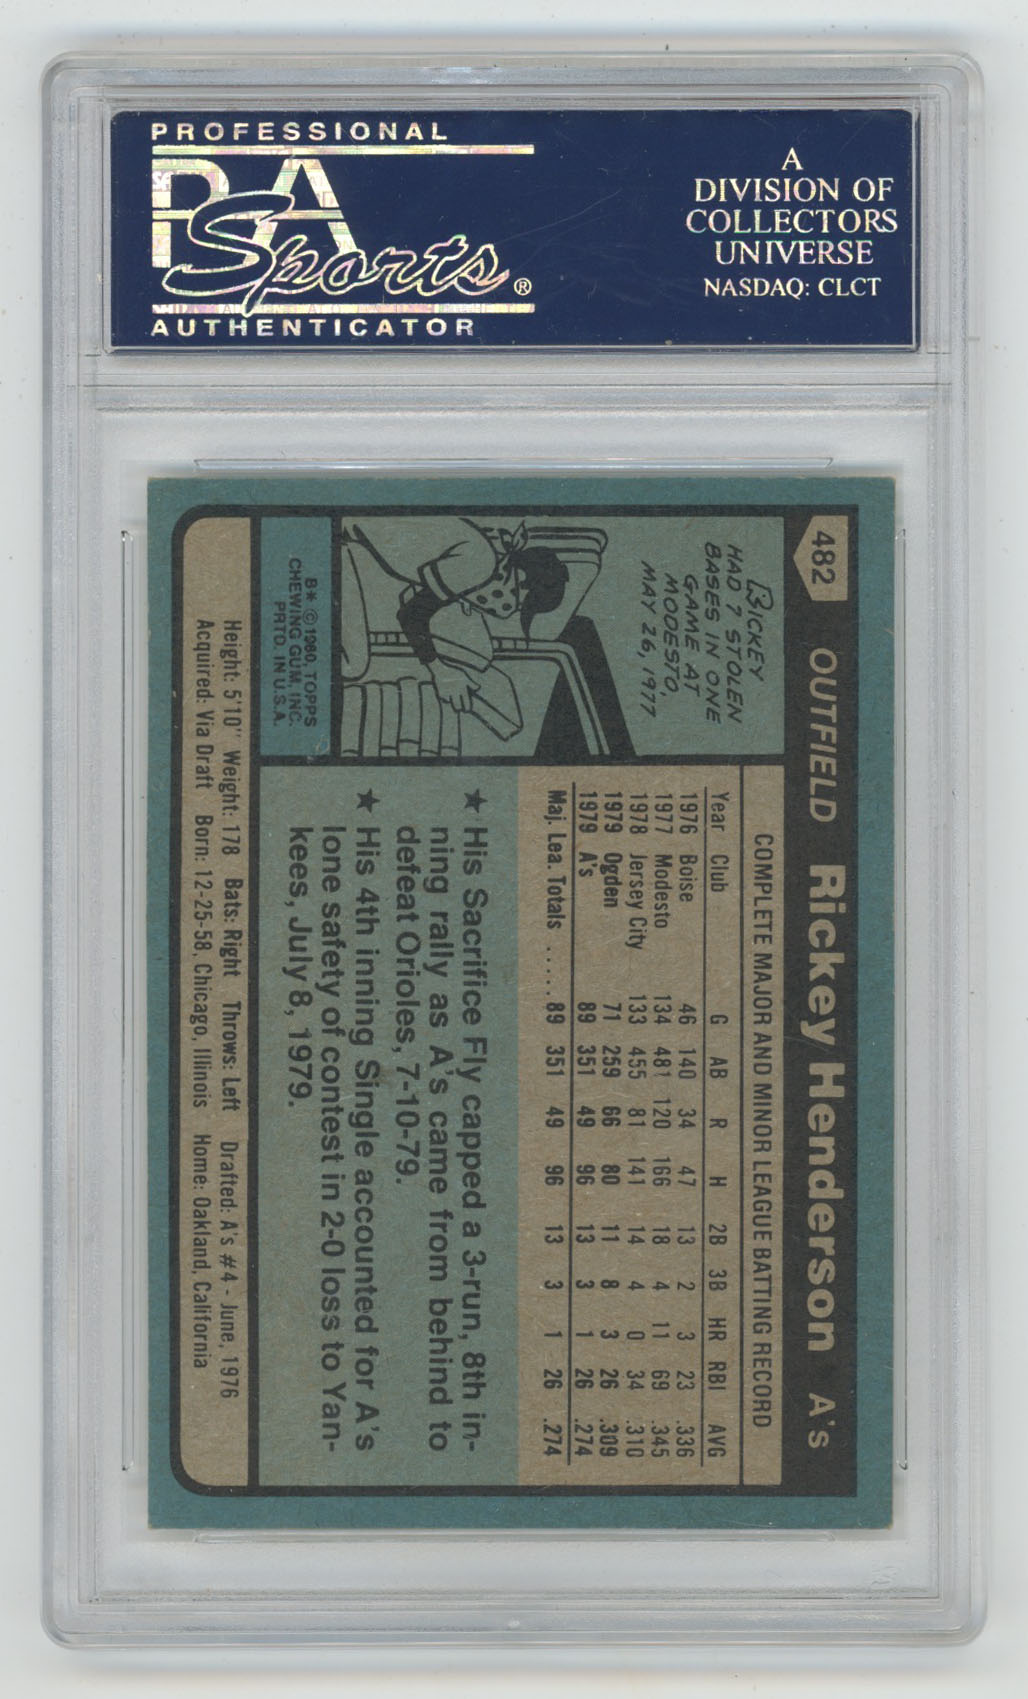 PROFESSIONAL
PSA
Sports®
AUTHENTICATOR
A
DIVISION OF
COLLECTORS
UNIVERSE
NASDAQ: CLCT
482 OUTFIELD Rickey Henderson A's
RICKEY
HAD 7 STOLEN
BASES IN ONE
GAME AT
MODESTO,
MAY 26, 1977
B* © 1980, TOPPS
CHEWING GUM, INC.
PRTD. IN U.S.A.
COMPLETE MAJOR AND MINOR LEAGUE BATTING RECORD
Year Club G AB R H 2B 3B HR RBI AVG
1976 Boise 46 140 34 47 13 2 3 23 .336
1977 Modesto 134 481 120 166 18 4 11 69 .345
1978 Jersey City 133 455 81 141 14 4 0 34 .310
1979 Ogden 71 259 66 80 11 8 3 26 .309
1979 A's 89 351 49 96 13 3 1 26 .274
Maj. Lea. Totals ..... 89 351 49 96 13 3 1 26 .274
★ His Sacrifice Fly capped a 3-run, 8th in-
ning rally as A's came from behind to
defeat Orioles, 7-10-79.
★ His 4th inning Single accounted for A's
lone safety of contest in 2-0 loss to Yan-
kees, July 8, 1979.
Height: 5'10" Weight: 178 Bats: Right Throws: Left Drafted: A's #4 - June, 1976
Acquired: Via Draft Born: 12-25-58, Chicago, Illinois Home: Oakland, California